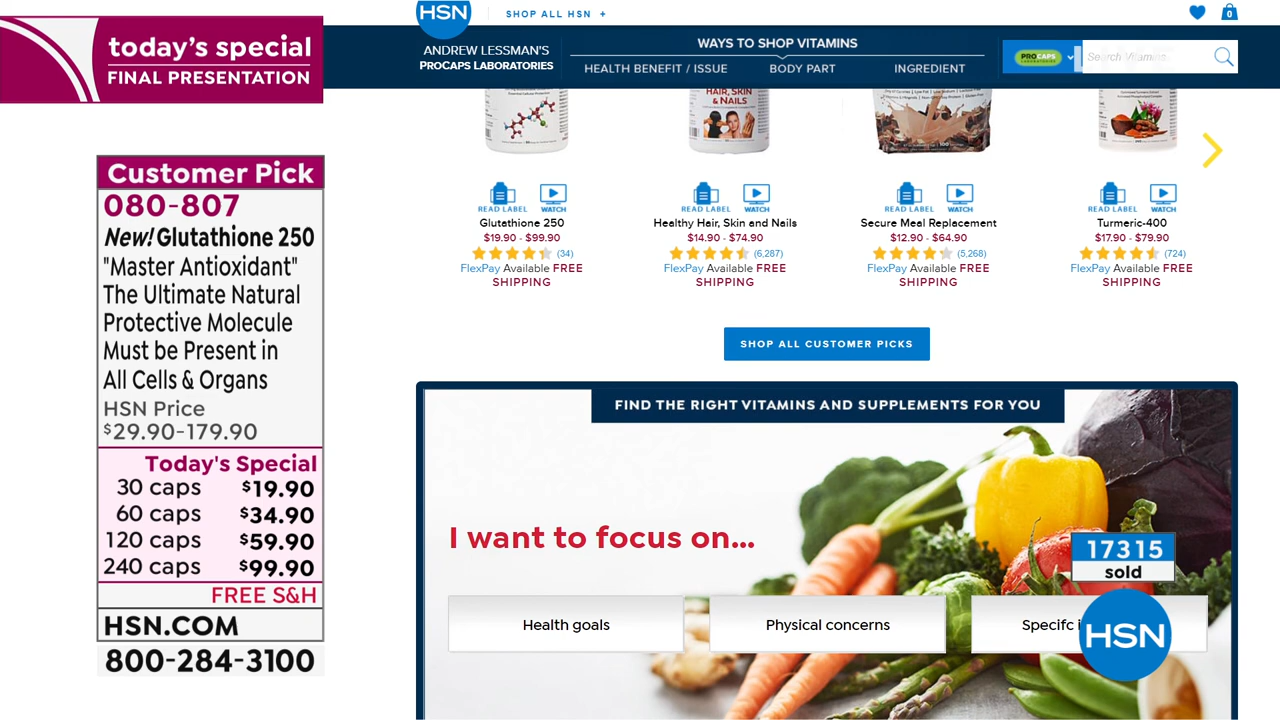 today's special
FINAL PRESENTATION
Customer Pick
080-807
New! Glutathione 250
"Master Antioxidant"
The Ultimate Natural
Protective Molecule
Must be Present in
All Cells & Organs
HSN Price
$29.90-179.90
Today's Special
30 caps $19.90
60 caps $34.90
120 caps $59.90
240 caps $99.90
FREE S&H
HSN.COM
800-284-3100
HSN
SHOP ALL HSN +
0
ANDREW LESSMAN'S
PROCAPS LABORATORIES
WAYS TO SHOP VITAMINS
HEALTH BENEFIT / ISSUE
BODY PART
INGREDIENT
PROCAPS
LABORATORIES
Search Vitamins
HAIR, SKIN
& NAILS
READ LABEL WATCH
READ LABEL WATCH
READ LABEL WATCH
READ LABEL WATCH
Glutathione 250
$19.90 - $99.90
(34)
FlexPay Available FREE
SHIPPING
Healthy Hair, Skin and Nails
$14.90 - $74.90
(6,287)
FlexPay Available FREE
SHIPPING
Secure Meal Replacement
$12.90 - $64.90
(5,268)
FlexPay Available FREE
SHIPPING
Turmeric-400
$17.90 - $79.90
(724)
FlexPay Available FREE
SHIPPING
SHOP ALL CUSTOMER PICKS
FIND THE RIGHT VITAMINS AND SUPPLEMENTS FOR YOU
I want to focus on...
17315
sold
Health goals
Physical concerns
Specifc i
HSN